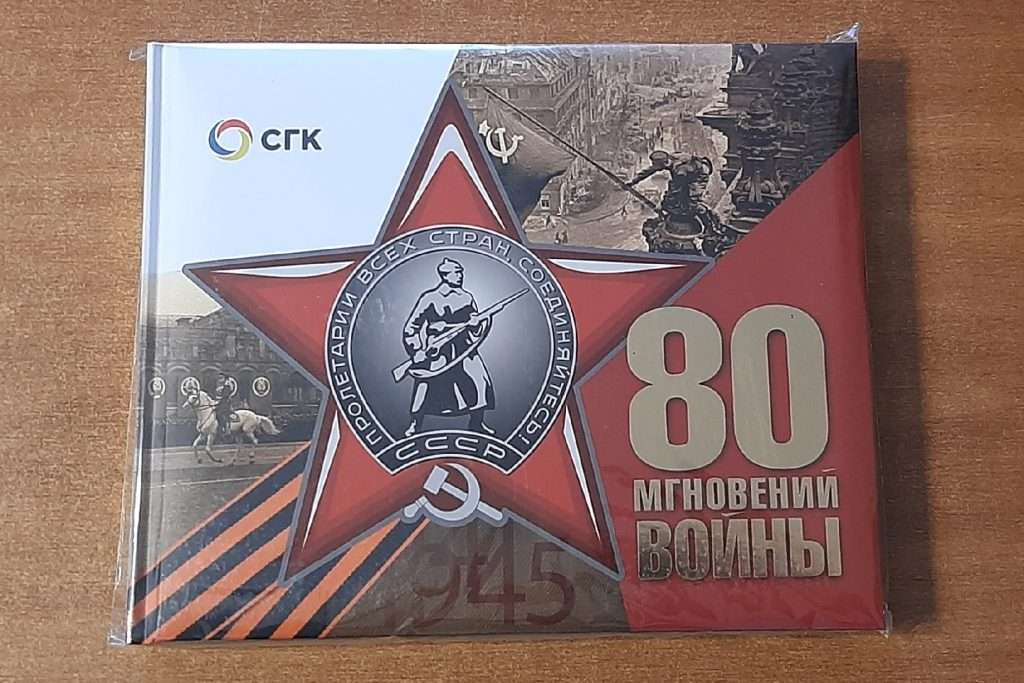 СГК
ПРОЛЕТАРИИ ВСЕХ СТРАН, СОЕДИНЯЙТЕСЬ!
СССР
80
МГНОВЕНИЙ
ВОЙНЫ
1945